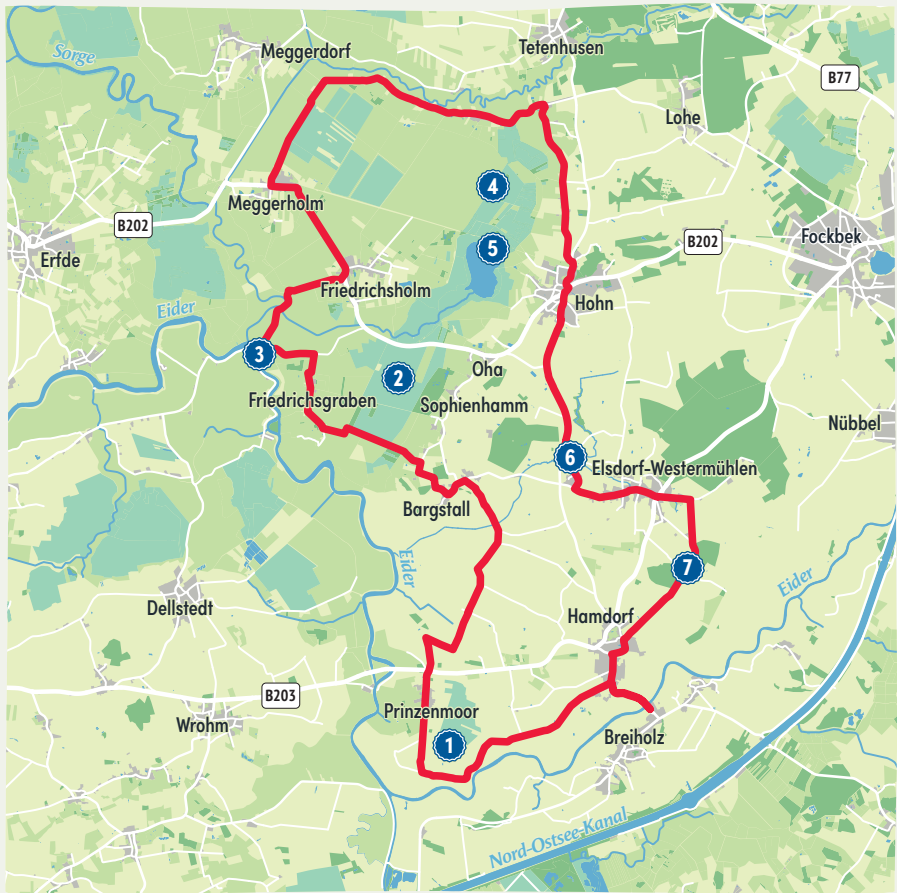 Sorge
Meggerdorf
Tetenhusen
B77
Lohe
4
Meggerholm
B202
B202
Fockbek
5
Erfde
Friedrichsholm
Hohn
Eider
3
Oha
2
Friedrichsgraben
Sophienhamm
Nübbel
6
Elsdorf-Westermühlen
Bargstall
Eider
7
Eider
Dellstedt
Hamdorf
B203
Prinzenmoor
Wrohm
1
Breiholz
Nord-Ostsee-Kanal